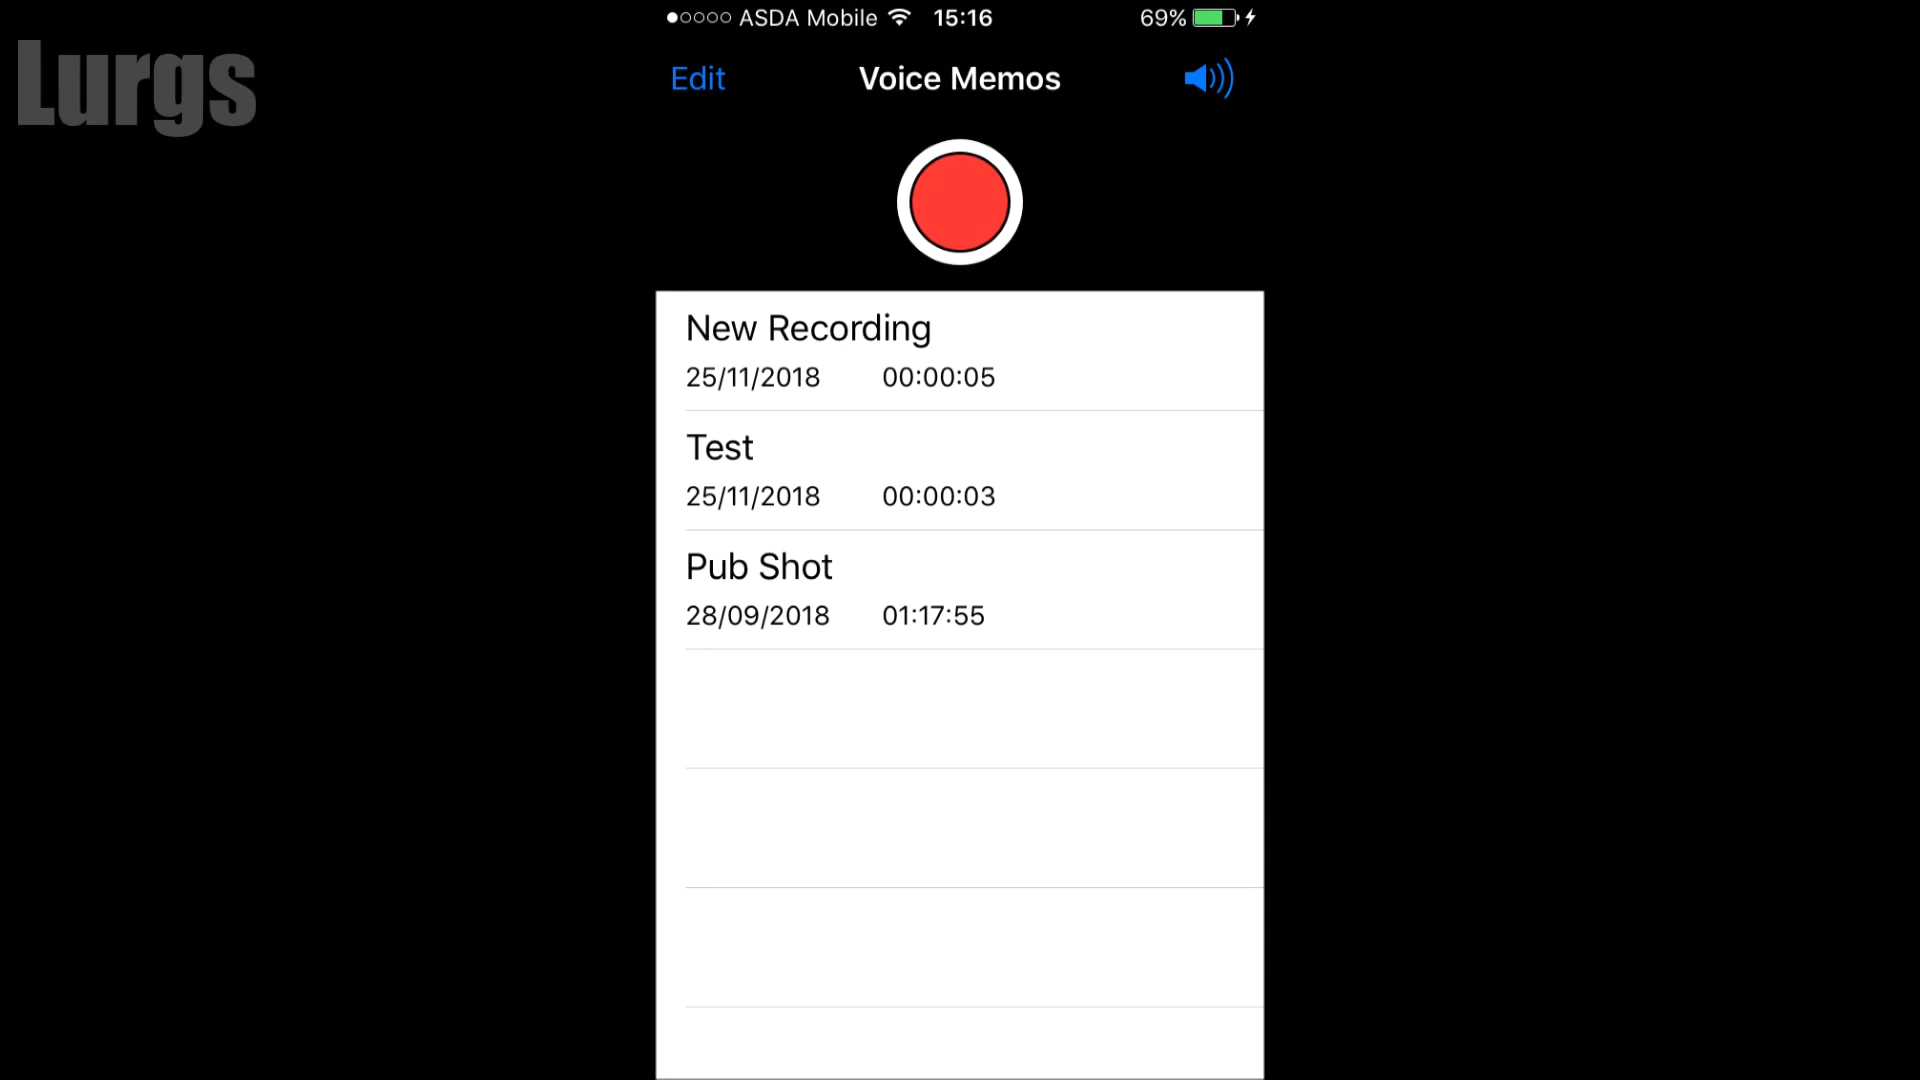 Lurgs
ASDA Mobile 15:16 69%
Edit Voice Memos
New Recording
25/11/2018 00:00:05
Test
25/11/2018 00:00:03
Pub Shot
28/09/2018 01:17:55